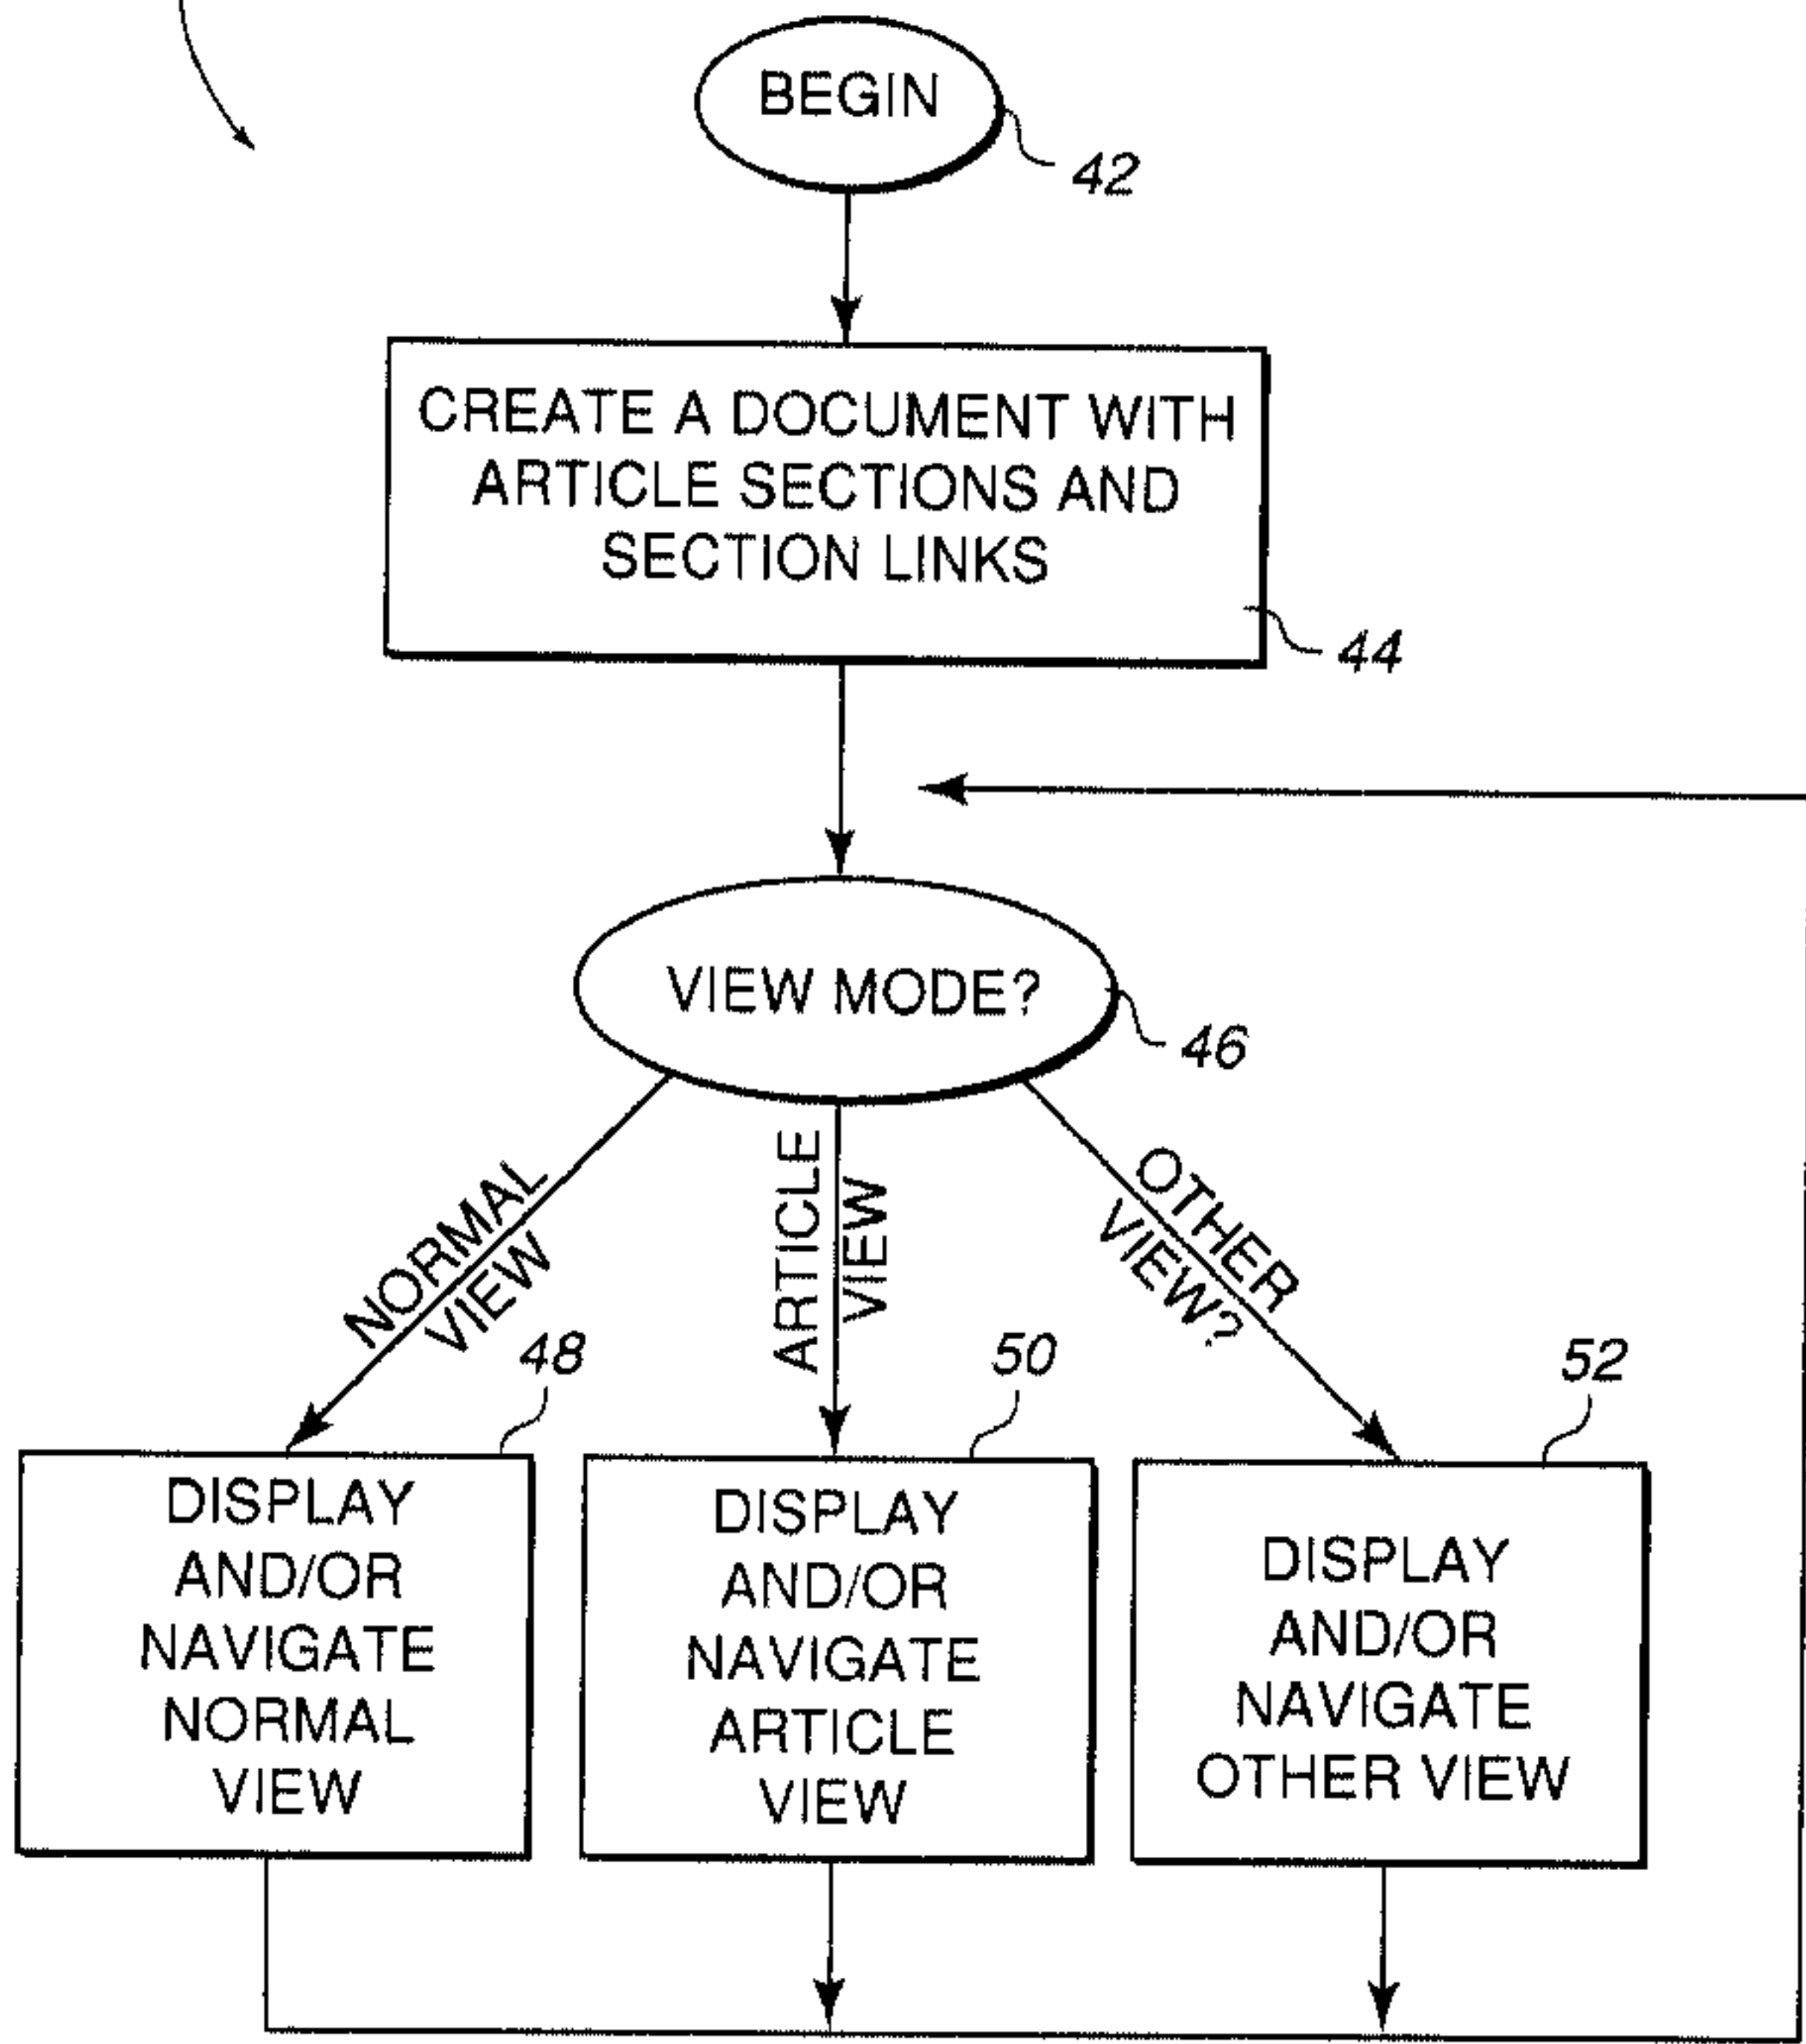 BEGIN
42
CREATE A DOCUMENT WITH
ARTICLE SECTIONS AND
SECTION LINKS
44
VIEW MODE?
46
NORMAL
VIEW
ARTICLE
VIEW
OTHER
VIEW?
48
50
52
DISPLAY
AND/OR
NAVIGATE
NORMAL
VIEW
DISPLAY
AND/OR
NAVIGATE
ARTICLE
VIEW
DISPLAY
AND/OR
NAVIGATE
OTHER VIEW